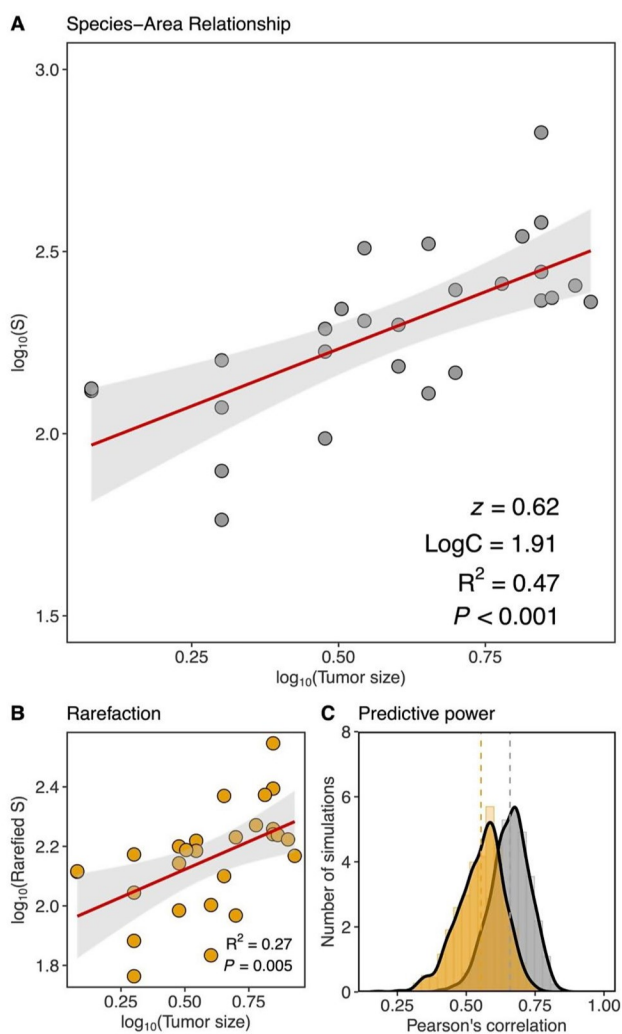 A Species−Area Relationship
3.0
2.5
2.0
1.5
log10(S)
z = 0.62
LogC = 1.91
R2 = 0.47
P < 0.001
0.25 0.50 0.75
log10(Tumor size)
B Rarefaction
2.4
2.2
2.0
1.8
log10(Rarefied S)
R2 = 0.27
P = 0.005
0.25 0.50 0.75
log10(Tumor size)
C Predictive power
8
6
4
2
0
Number of simulations
0.25 0.50 0.75 1.00
Pearson's correlation